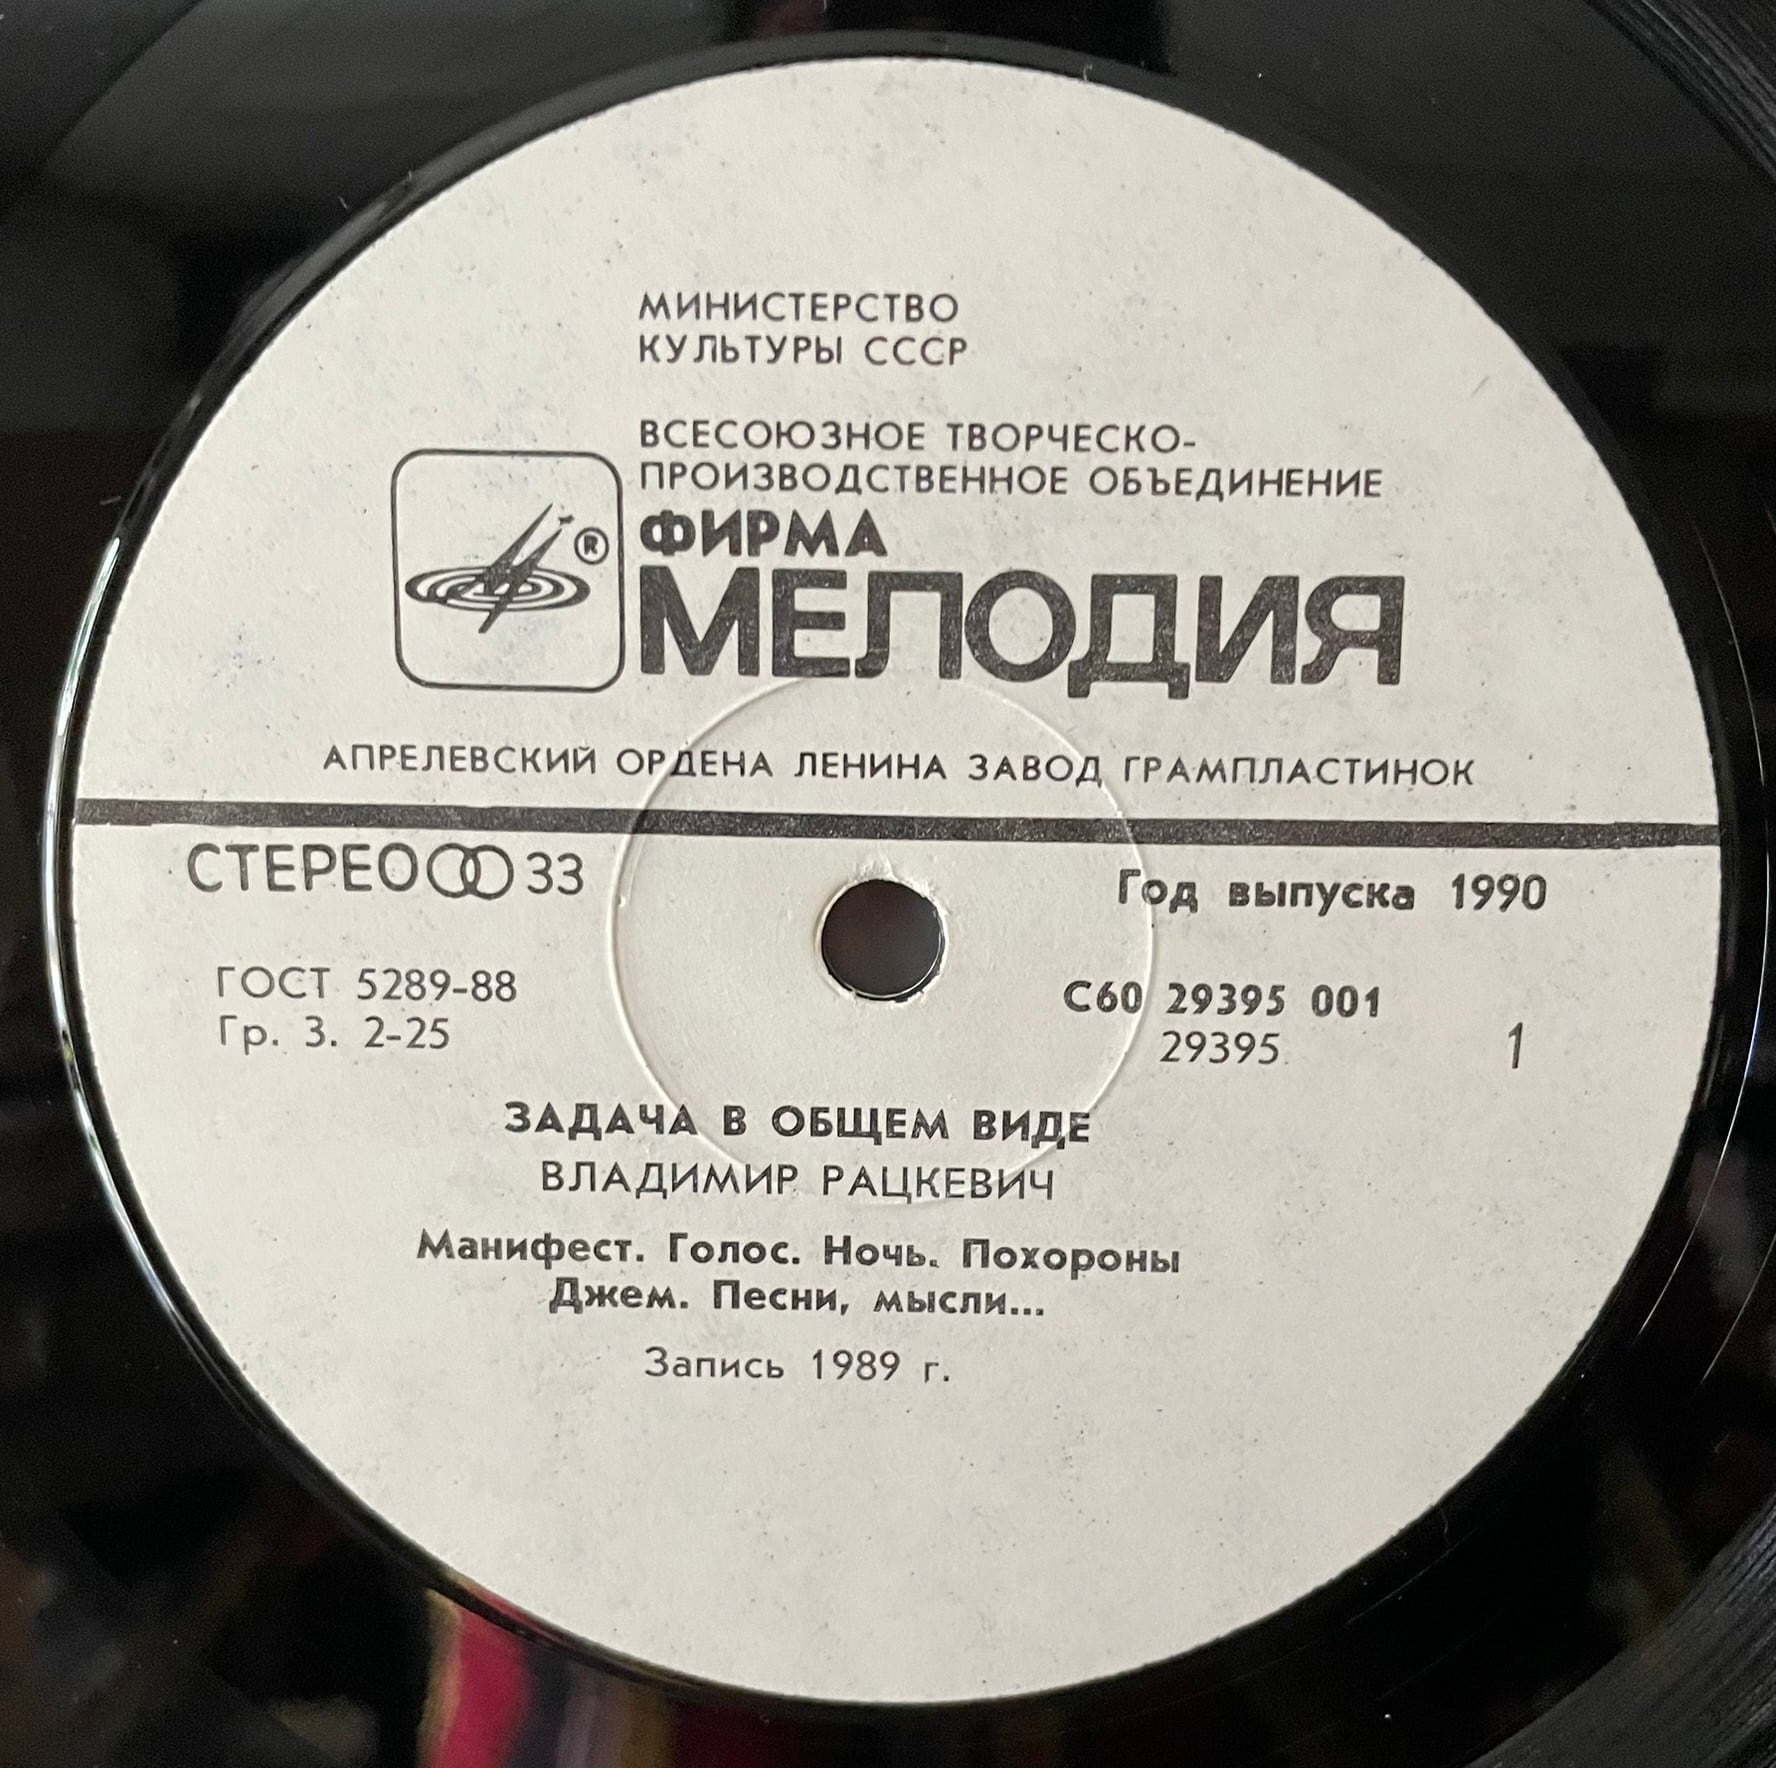 МИНИСТЕРСТВО
КУЛЬТУРЫ СССР
ВСЕСОЮЗНОЕ ТВОРЧЕСКО-
ПРОИЗВОДСТВЕННОЕ ОБЪЕДИНЕНИЕ
ФИРМА
® МЕЛОДИЯ
АПРЕЛЕВСКИЙ ОРДЕНА ЛЕНИНА ЗАВОД ГРАМПЛАСТИНОК
СТЕРЕО 33
Год выпуска 1990
ГОСТ 5289-88
Гр. 3. 2-25
С60 29395 001
29395
1
ЗАДАЧА В ОБЩЕМ ВИДЕ
ВЛАДИМИР РАЦКЕВИЧ
Манифест. Голос. Ночь. Похороны
Джем. Песни, мысли...
Запись 1989 г.